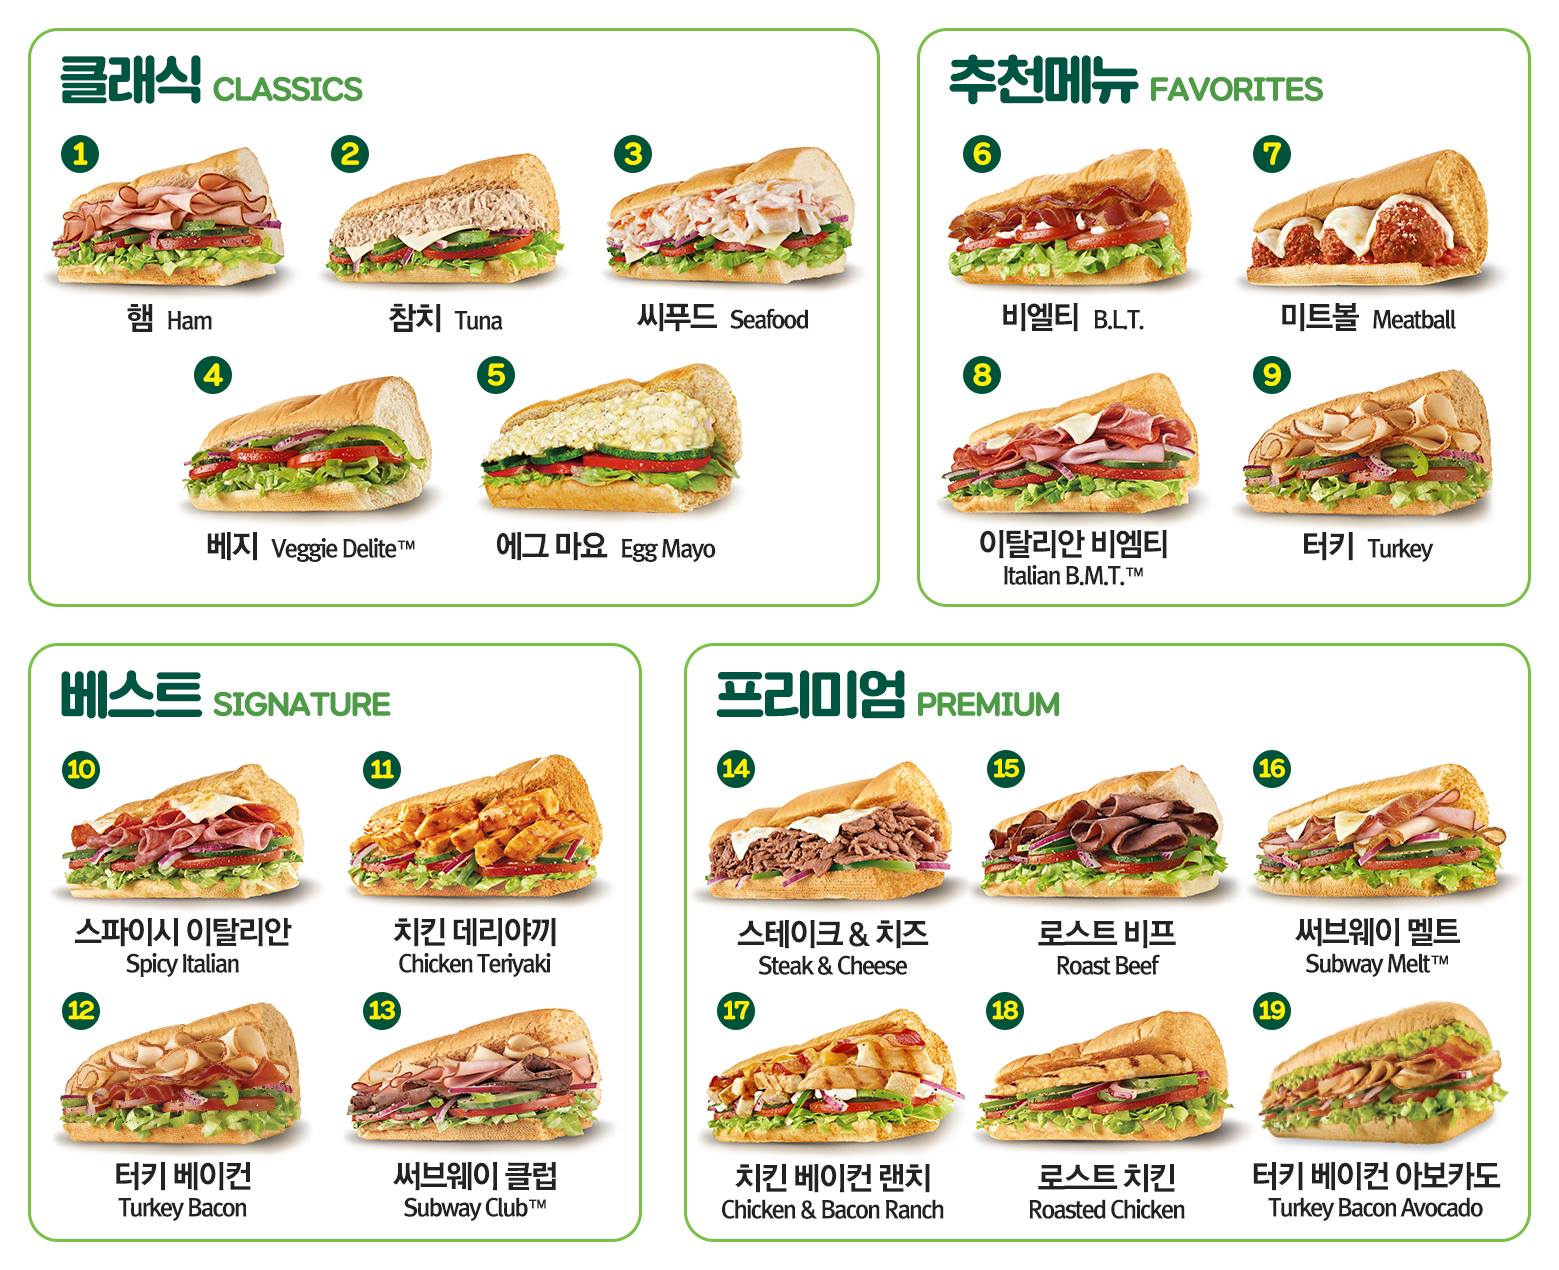 클래식 CLASSICS
1
햄 Ham
2
참치 Tuna
3
씨푸드 Seafood
4
베지 Veggie Delite™
5
에그 마요 Egg Mayo
추천메뉴 FAVORITES
6
비엘티 B.L.T.
7
미트볼 Meatball
8
이탈리안 비엠티
Italian B.M.T.™
9
터키 Turkey
베스트 SIGNATURE
10
스파이시 이탈리안
Spicy Italian
11
치킨 데리야끼
Chicken Teriyaki
12
터키 베이컨
Turkey Bacon
13
써브웨이 클럽
Subway Club™
프리미엄 PREMIUM
14
스테이크 & 치즈
Steak & Cheese
15
로스트 비프
Roast Beef
16
써브웨이 멜트
Subway Melt™
17
치킨 베이컨 랜치
Chicken & Bacon Ranch
18
로스트 치킨
Roasted Chicken
19
터키 베이컨 아보카도
Turkey Bacon Avocado